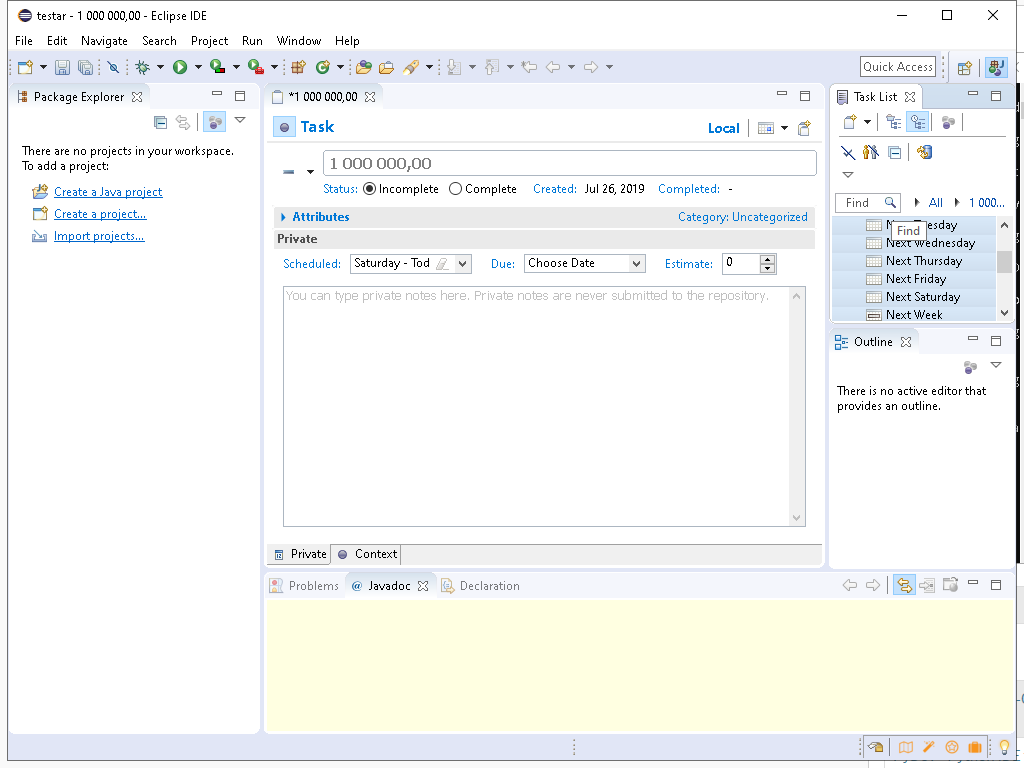 testar - 1 000 000,00 - Eclipse IDE
File Edit Navigate Search Project Run Window Help
Quick Access
Package Explorer
There are no projects in your workspace.
To add a project:
Create a Java project
Create a project...
Import projects...
*1 000 000,00
Task
Local
1 000 000,00
Status: Incomplete Complete Created: Jul 26, 2019 Completed: -
Attributes Category: Uncategorized
Private
Scheduled: Saturday - Tod Due: Choose Date Estimate: 0
You can type private notes here. Private notes are never submitted to the repository.
Private Context
Task List
Find All 1 000...
Find
Next Wednesday
Next Thursday
Next Friday
Next Saturday
Next Week
Outline
There is no active editor that
provides an outline.
Problems @ Javadoc Declaration